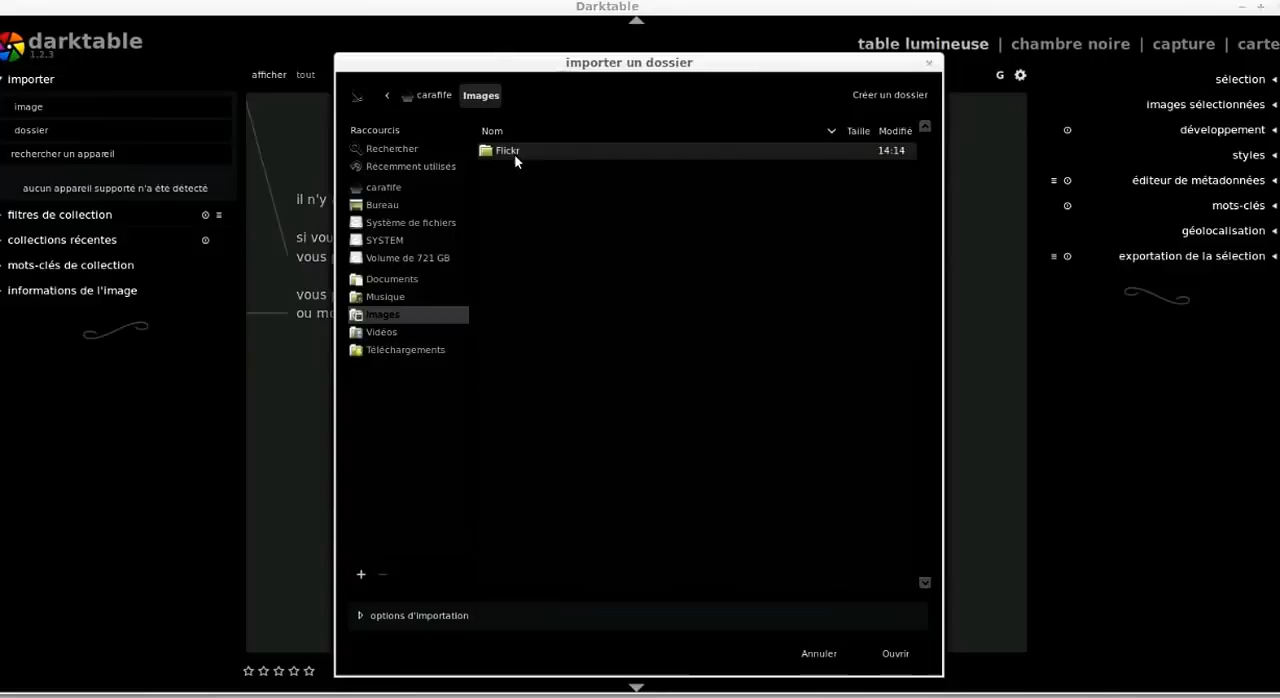 Darktable
darktable
1.2.3
table lumineuse | chambre noire | capture | carte
importer un dossier
importer
afficher tout
G
sélection
image
carafife
Images
Créer un dossier
images sélectionnées
dossier
Raccourcis
Nom
Taille
Modifié
développement
rechercher un appareil
Rechercher
Flickr
14:14
styles
Récemment utilisés
aucun appareil supporté n'a été détecté
carafife
éditeur de métadonnées
il n'y
Bureau
mots-clés
filtres de collection
Système de fichiers
géolocalisation
collections récentes
si vou
SYSTEM
vous
Volume de 721 GB
exportation de la sélection
mots-clés de collection
Documents
informations de l'image
vous
Musique
ou mo
Images
Vidéos
Téléchargements
options d'importation
Annuler
Ouvrir